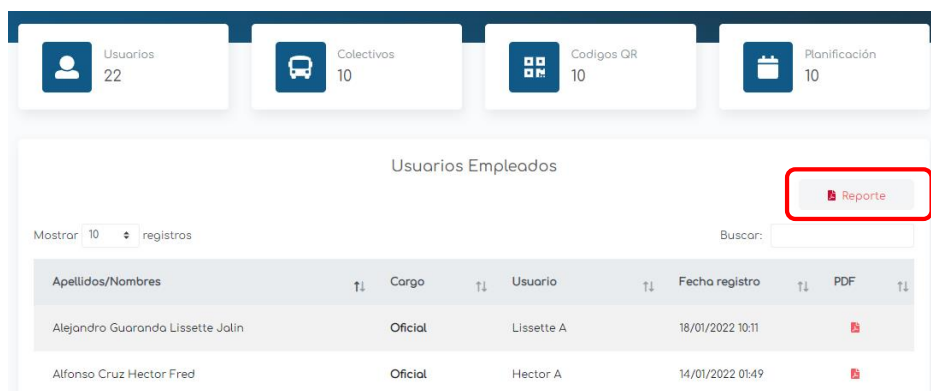 Usuarios
22
Colectivos
10
Codigos QR
10
Planificación
10
Usuarios Empleados
Reporte
Mostrar 10 registros
Buscar:
Apellidos/Nombres Cargo Usuario Fecha registro PDF
Alejandro Guaranda Lissette Jalin Oficial Lissette A 18/01/2022 10:11
Alfonso Cruz Hector Fred Oficial Hector A 14/01/2022 01:49